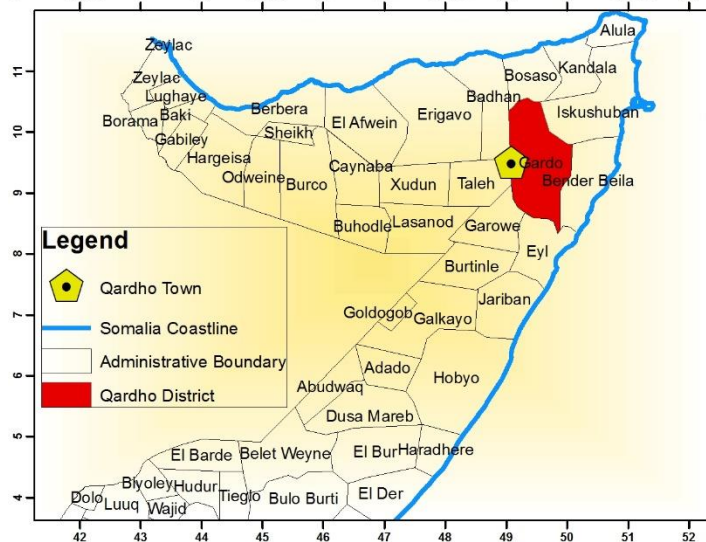 Alula
11
Zeylac
Bosaso
Kandala
Zeylac
Badhan
Lughaye
Berbera
Erigavo
Iskushuban
Borama
Baki
El Afwein
10
Sheikh
Gabiley
Hargeisa
Caynaba
Gardo
9
Odweine
Burco
Xudun
Taleh
Bender Beila
Buhodle
Lasanod
Garowe
Legend
8
Eyl
Burtinle
Qardho Town
Jariban
7
Goldogob
Galkayo
Somalia Coastline
Administrative Boundary
6
Adado
Hobyo
Abudwaq
Qardho District
Dusa Mareb
5
El Barde
Belet Weyne
El Bur
Haradhere
Biyoley
Hudur
4
Dolo
Luuq
Wajid
Tieglo
Bulo Burti
El Der
42 43 44 45 46 47 48 49 50 51 52